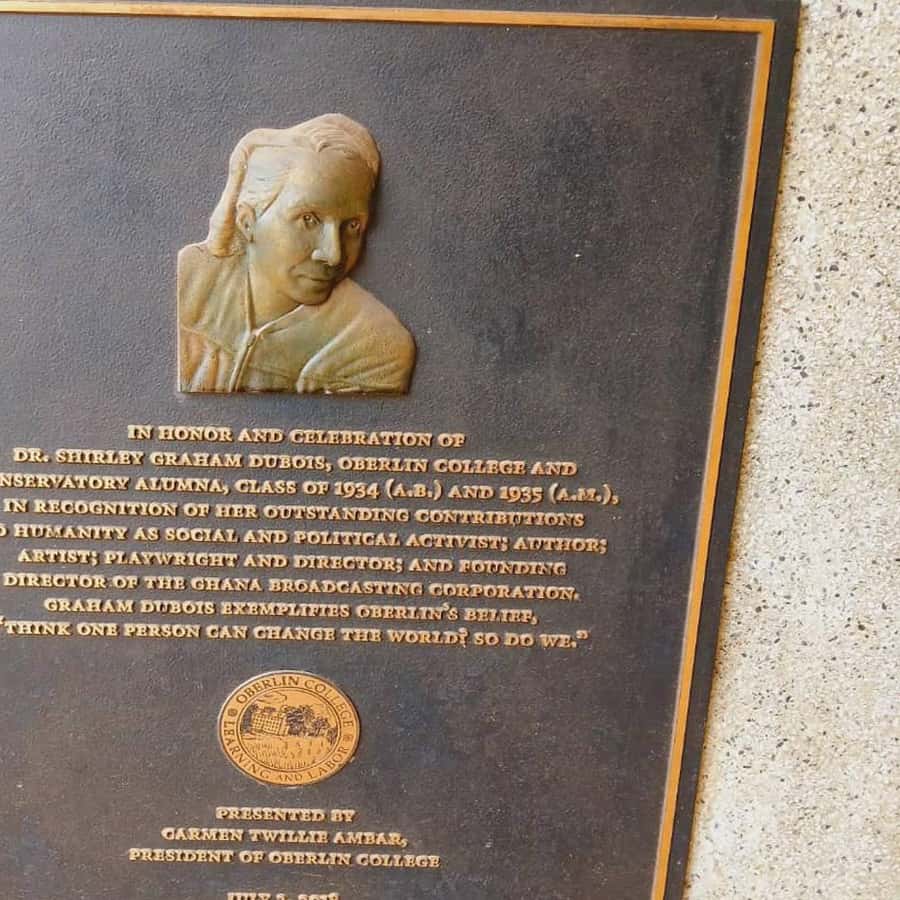 IN HONOR AND CELEBRATION OF
DR. SHIRLEY GRAHAM DUBOIS, OBERLIN COLLEGE AND
NSERVATORY ALUMNA, CLASS OF 1934 (A.B.) AND 1935 (A.M.),
IN RECOGNITION OF HER OUTSTANDING CONTRIBUTIONS
O HUMANITY AS SOCIAL AND POLITICAL ACTIVIST; AUTHOR;
ARTIST; PLAYWRIGHT AND DIRECTOR; AND FOUNDING
DIRECTOR OF THE GHANA BROADCASTING CORPORATION.
GRAHAM DUBOIS EXEMPLIFIES OBERLIN'S BELIEF,
"THINK ONE PERSON CAN CHANGE THE WORLD? SO DO WE."
OBERLIN COLLEGE
LEARNING AND LABOR
PRESENTED BY
CARMEN TWILLIE AMBAR,
PRESIDENT OF OBERLIN COLLEGE
JULY